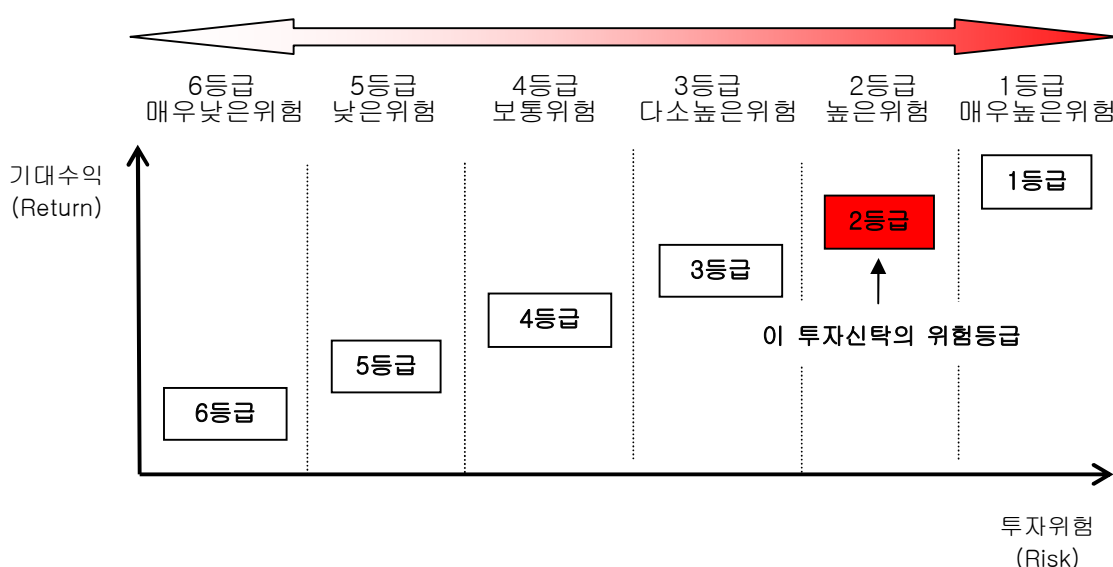 6등급
매우낮은위험
5등급
낮은위험
4등급
보통위험
3등급
다소높은위험
2등급
높은위험
1등급
매우높은위험
기대수익
(Return)
1등급
2등급
3등급
4등급
이 투자신탁의 위험등급
5등급
6등급
투자위험
(Risk)